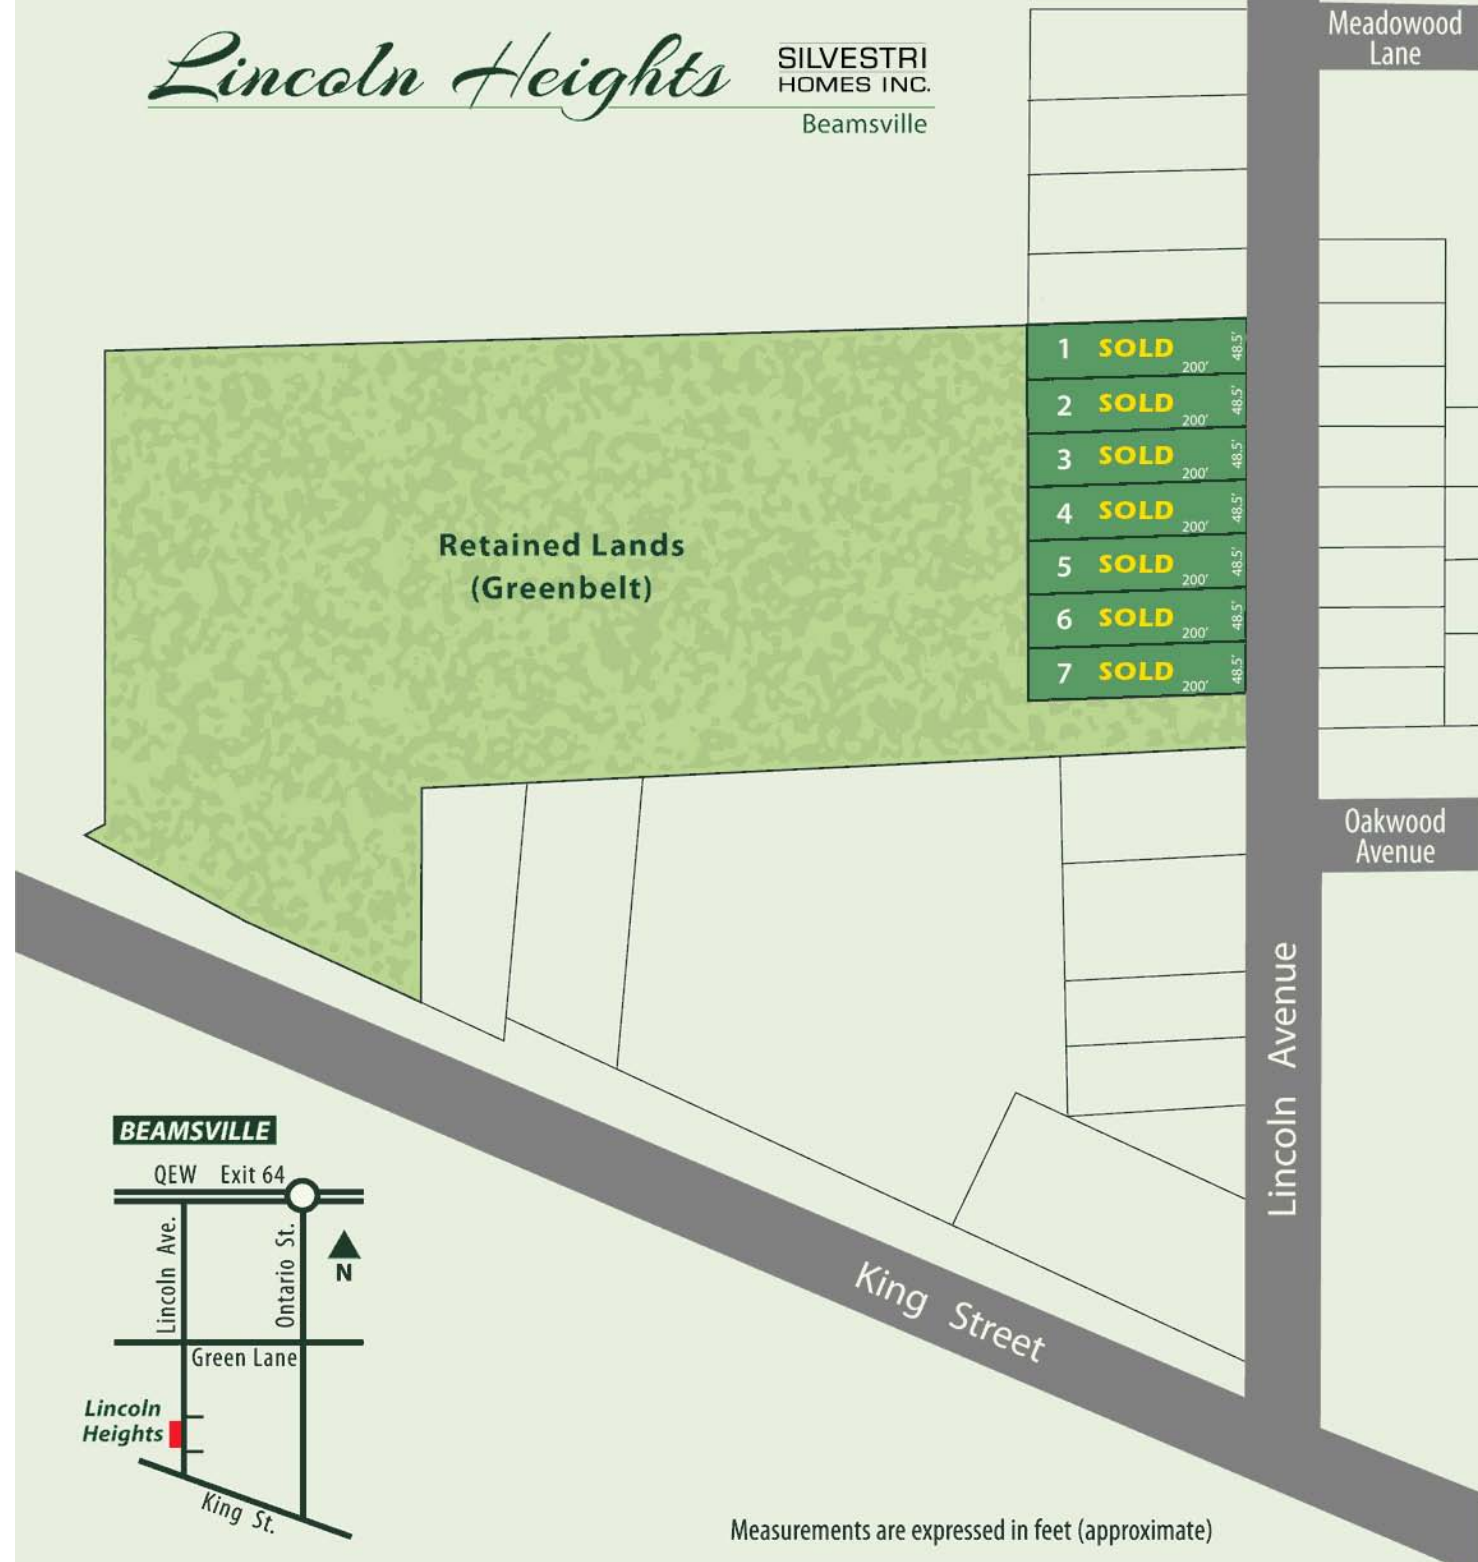 Lincoln Heights
SILVESTRI
HOMES INC.
Beamsville
Meadowood
Lane
1 SOLD 200' 48.5'
2 SOLD 200' 48.5'
3 SOLD 200' 48.5'
4 SOLD 200' 48.5'
5 SOLD 200' 48.5'
6 SOLD 200' 48.5'
7 SOLD 200' 48.5'
Retained Lands
(Greenbelt)
Oakwood
Avenue
Lincoln Avenue
King Street
BEAMSVILLE
QEW Exit 64
Lincoln Ave.
Ontario St.
N
Green Lane
Lincoln
Heights
King St.
Measurements are expressed in feet (approximate)